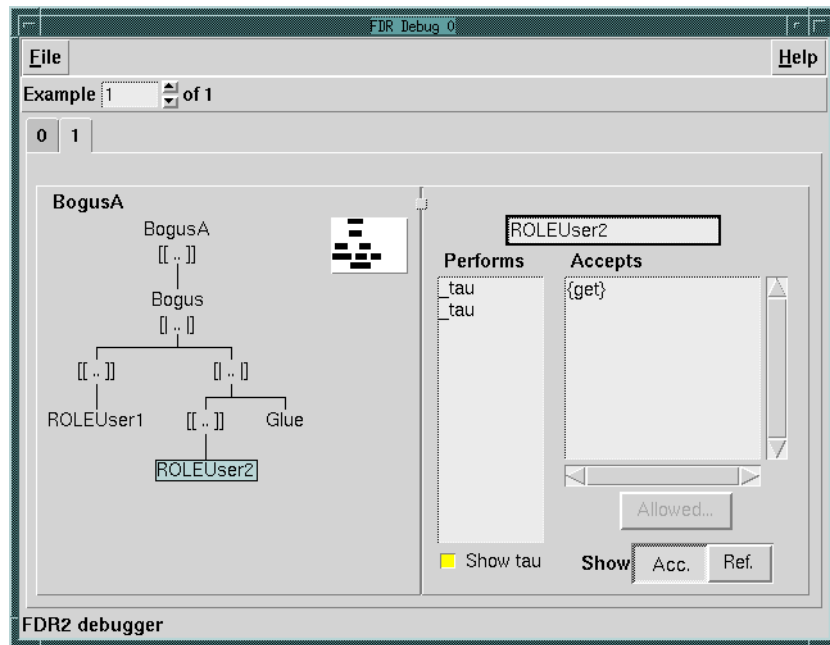 FDR Debug 0
File Help
Example 1 of 1
0 1
BogusA
BogusA
[[ .. ]]
Bogus
[| .. |]
[[ .. ]] [| .. |]
ROLEUser1 [[ .. ]] Glue
ROLEUser2
ROLEUser2
Performs Accepts
_tau {get}
_tau
Allowed...
Show tau Show Acc. Ref.
FDR2 debugger